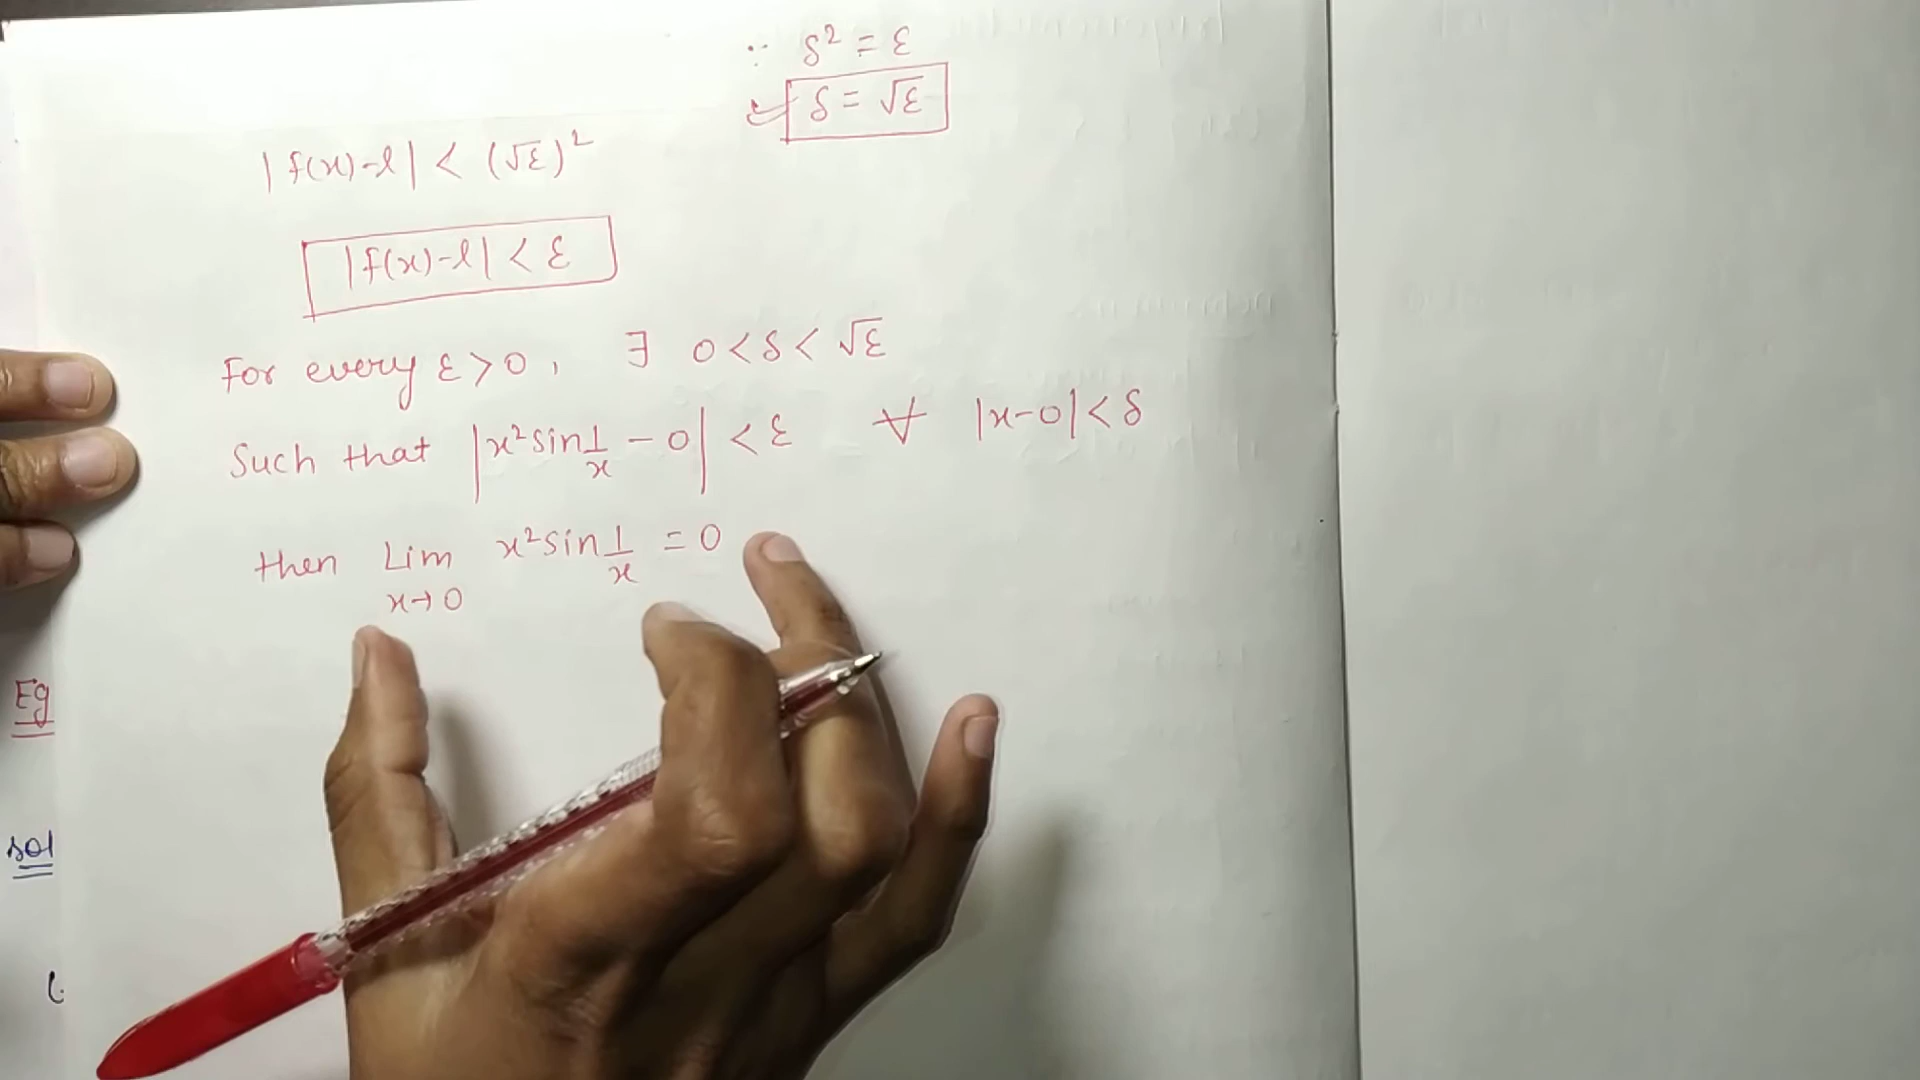 ∵ δ² = ε
δ = √ε
|f(x)-l| < (√ε)²
|f(x)-l| < ε
For every ε>0, ∃ 0<δ<√ε
Such that |x² sin 1/x - 0| < ε ∀ |x-0|<δ
then Lim x→0 x² sin 1/x = 0
Eg
sol